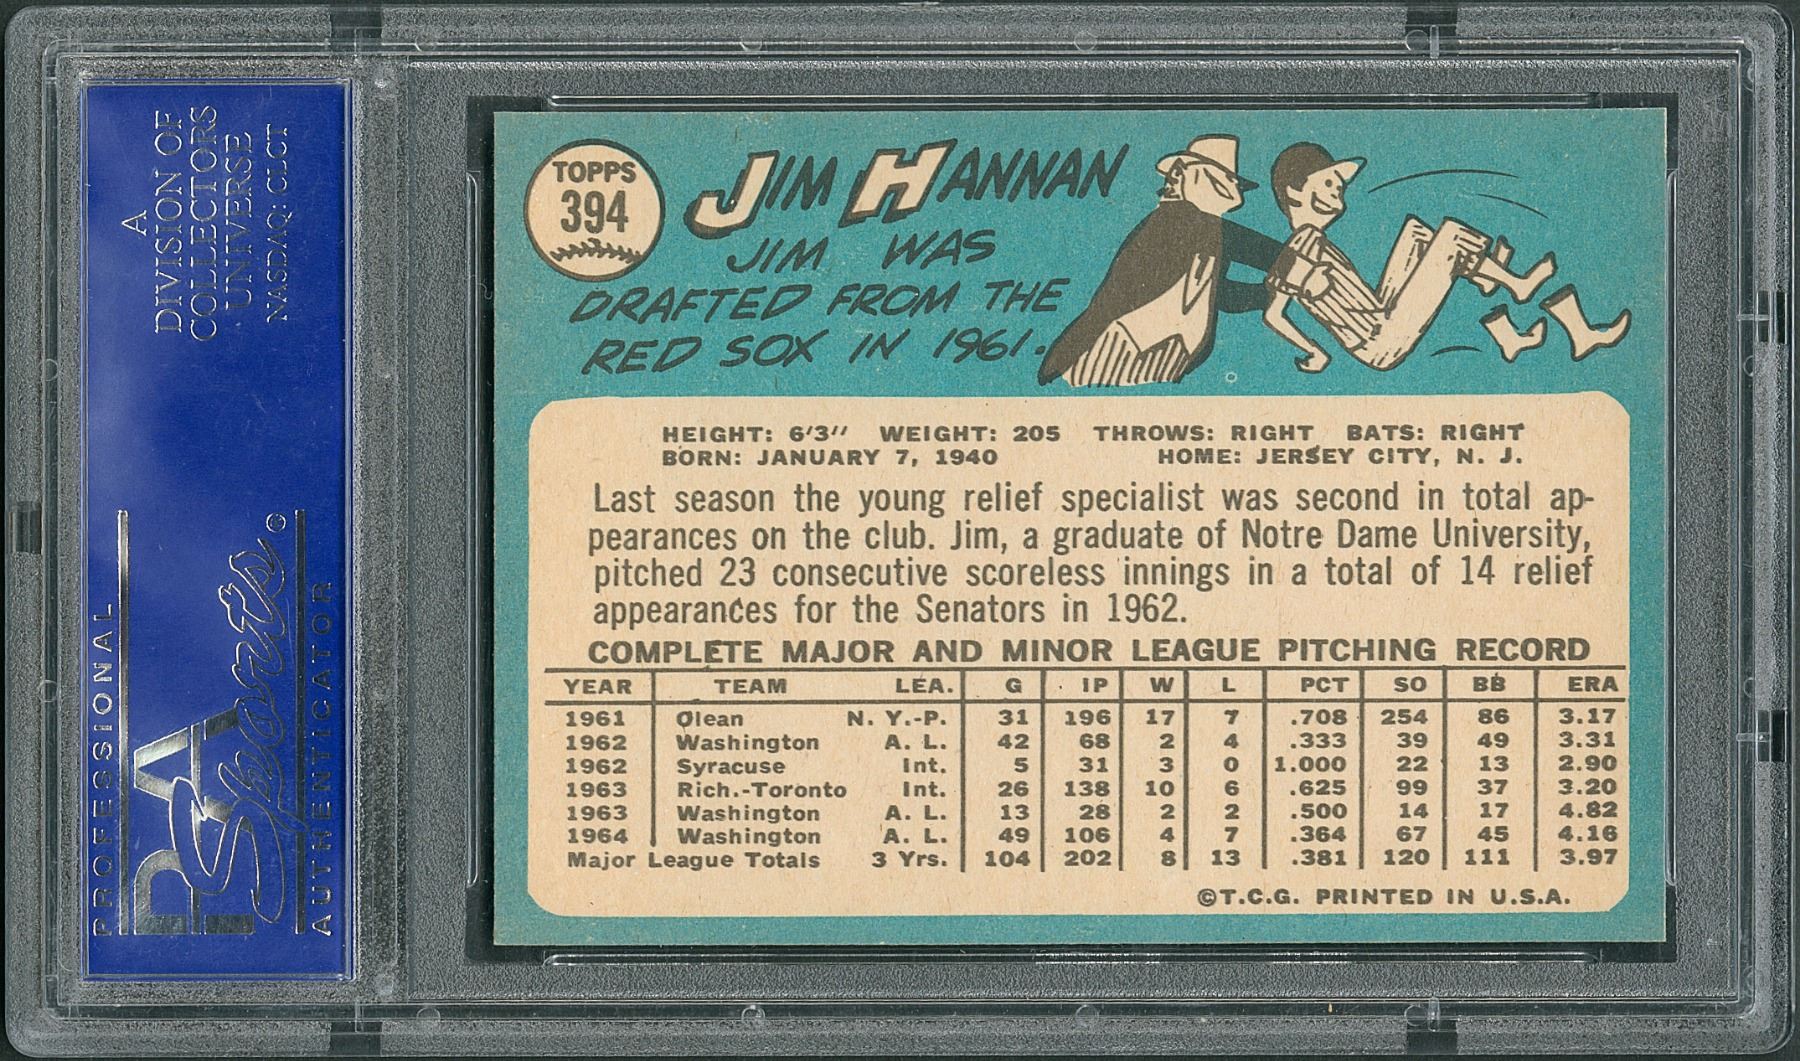 A
DIVISION OF
COLLECTORS
UNIVERSE
NASDAQ: CLCT
PROFESSIONAL
PSA
Sports ©
AUTHENTICATOR
TOPPS
394
JIM HANNAN
JIM WAS
DRAFTED FROM THE
RED SOX IN 1961.
HEIGHT: 6'3" WEIGHT: 205 THROWS: RIGHT BATS: RIGHT
BORN: JANUARY 7, 1940 HOME: JERSEY CITY, N. J.
Last season the young relief specialist was second in total ap-
pearances on the club. Jim, a graduate of Notre Dame University,
pitched 23 consecutive scoreless innings in a total of 14 relief
appearances for the Senators in 1962.
COMPLETE MAJOR AND MINOR LEAGUE PITCHING RECORD
YEAR TEAM LEA. G IP W L PCT SO BB ERA
1961 Olean N. Y.-P. 31 196 17 7 .708 254 86 3.17
1962 Washington A. L. 42 68 2 4 .333 39 49 3.31
1962 Syracuse Int. 5 31 3 0 1.000 22 13 2.90
1963 Rich.-Toronto Int. 26 138 10 6 .625 99 37 3.20
1963 Washington A. L. 13 28 2 2 .500 14 17 4.82
1964 Washington A. L. 49 106 4 7 .364 67 45 4.16
Major League Totals 3 Yrs. 104 202 8 13 .381 120 111 3.97
©T.C.G. PRINTED IN U.S.A.